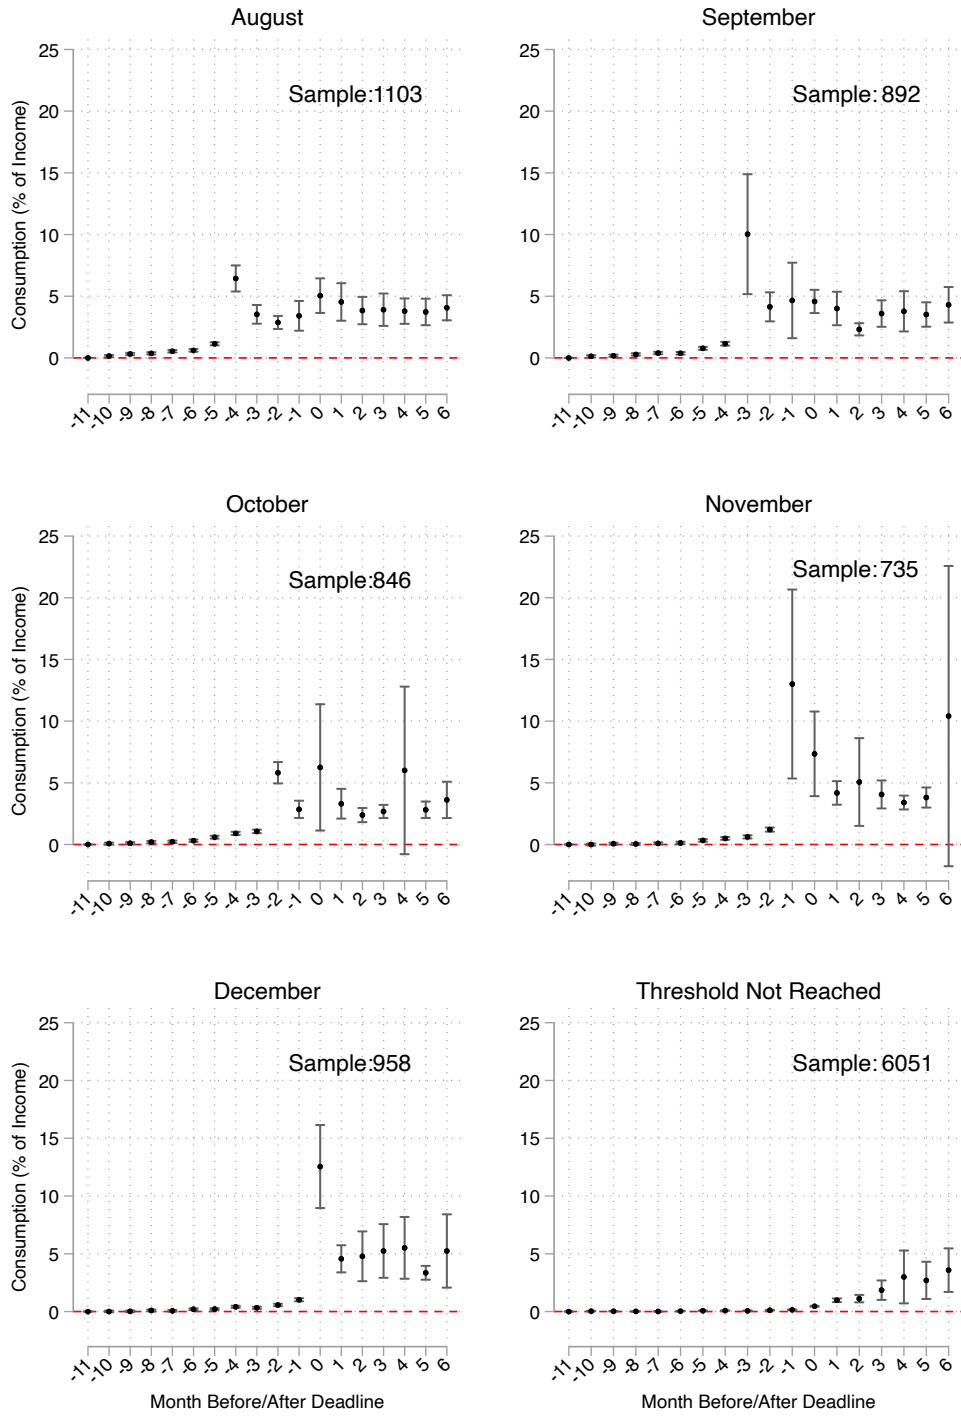 August
Consumption (% of Income)
25
20
15
10
5
0
Sample:1103
-11 -10 -9 -8 -7 -6 -5 -4 -3 -2 -1 0 1 2 3 4 5 6
September
25
20
15
10
5
0
Sample: 892
-11 -10 -9 -8 -7 -6 -5 -4 -3 -2 -1 0 1 2 3 4 5 6
October
Consumption (% of Income)
25
20
15
10
5
0
Sample:846
-11 -10 -9 -8 -7 -6 -5 -4 -3 -2 -1 0 1 2 3 4 5 6
November
25
20
15
10
5
0
Sample:735
-11 -10 -9 -8 -7 -6 -5 -4 -3 -2 -1 0 1 2 3 4 5 6
December
Consumption (% of Income)
25
20
15
10
5
0
Sample:958
-11 -10 -9 -8 -7 -6 -5 -4 -3 -2 -1 0 1 2 3 4 5 6
Month Before/After Deadline
Threshold Not Reached
25
20
15
10
5
0
Sample: 6051
-11 -10 -9 -8 -7 -6 -5 -4 -3 -2 -1 0 1 2 3 4 5 6
Month Before/After Deadline